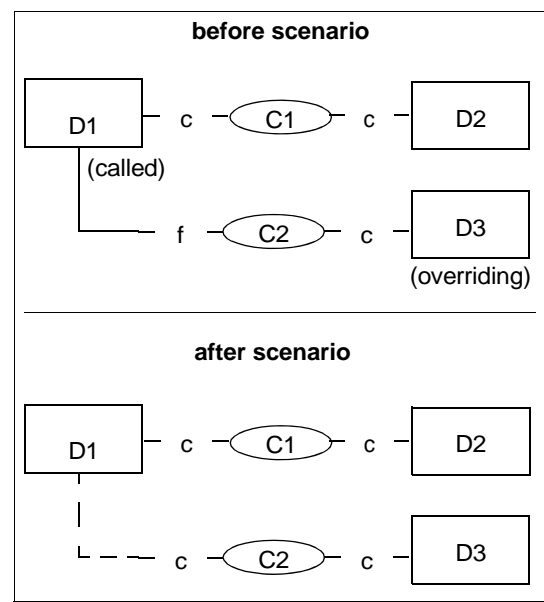 before scenario
D1 c C1 c D2
(called)
f C2 c D3
(overriding)
after scenario
D1 c C1 c D2
c C2 c D3